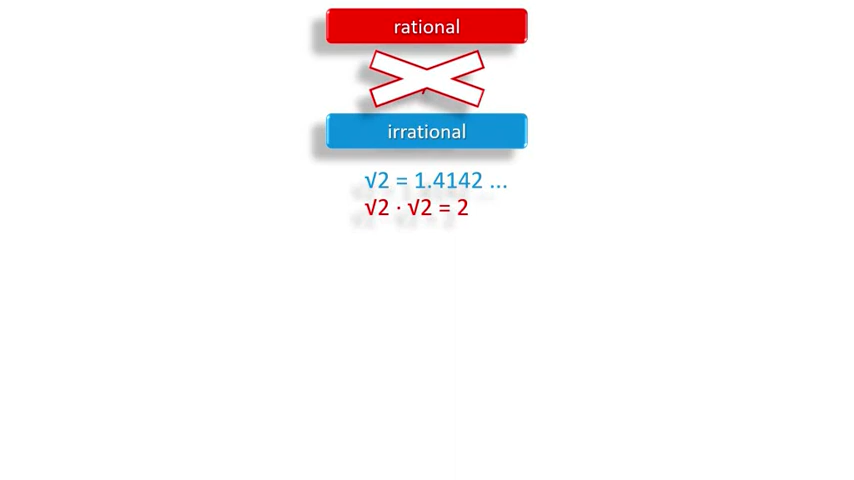 rational
irrational
√2 = 1.4142 ...
√2 · √2 = 2